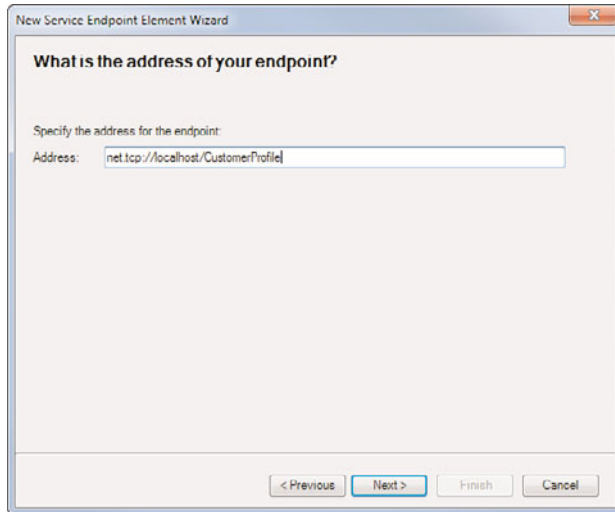 New Service Endpoint Element Wizard
What is the address of your endpoint?
Specify the address for the endpoint:
Address: net.tcp://localhost/CustomerProfile
< Previous Next > Finish Cancel